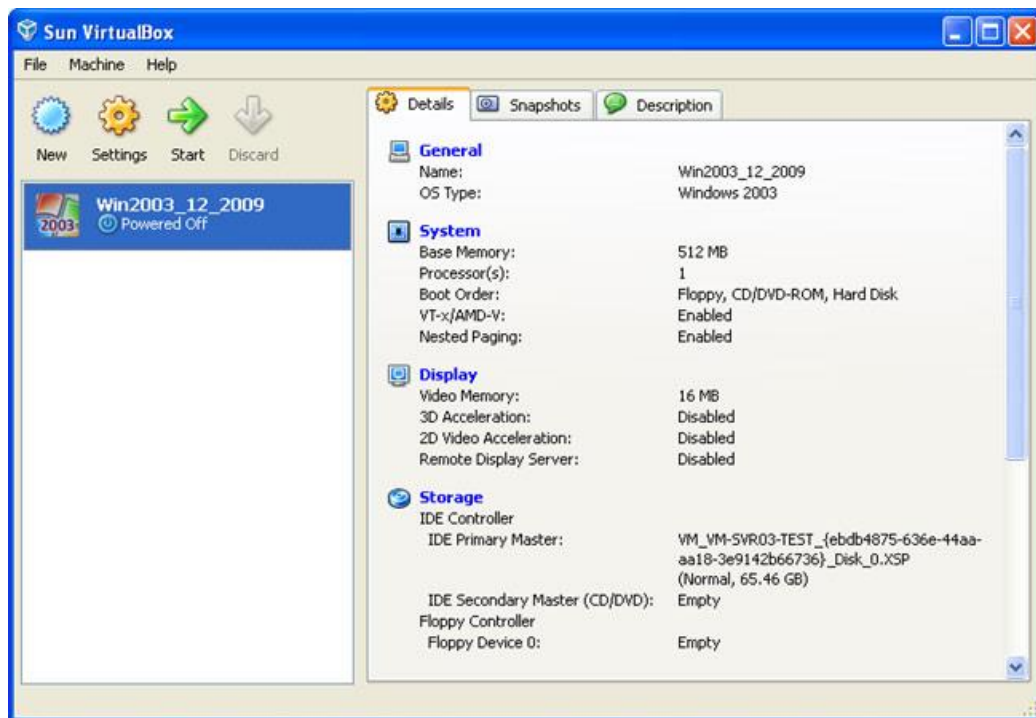 Sun VirtualBox
File Machine Help
New Settings Start Discard
2003
Win2003_12_2009
Powered Off
Details Snapshots Description
General
Name: Win2003_12_2009
OS Type: Windows 2003
System
Base Memory: 512 MB
Processor(s): 1
Boot Order: Floppy, CD/DVD-ROM, Hard Disk
VT-x/AMD-V: Enabled
Nested Paging: Enabled
Display
Video Memory: 16 MB
3D Acceleration: Disabled
2D Video Acceleration: Disabled
Remote Display Server: Disabled
Storage
IDE Controller
IDE Primary Master: VM_VM-SVR03-TEST_{ebdb4875-636e-44aa-
aa18-3e9142b66736}_Disk_0.XSP
(Normal, 65.46 GB)
IDE Secondary Master (CD/DVD): Empty
Floppy Controller
Floppy Device 0: Empty